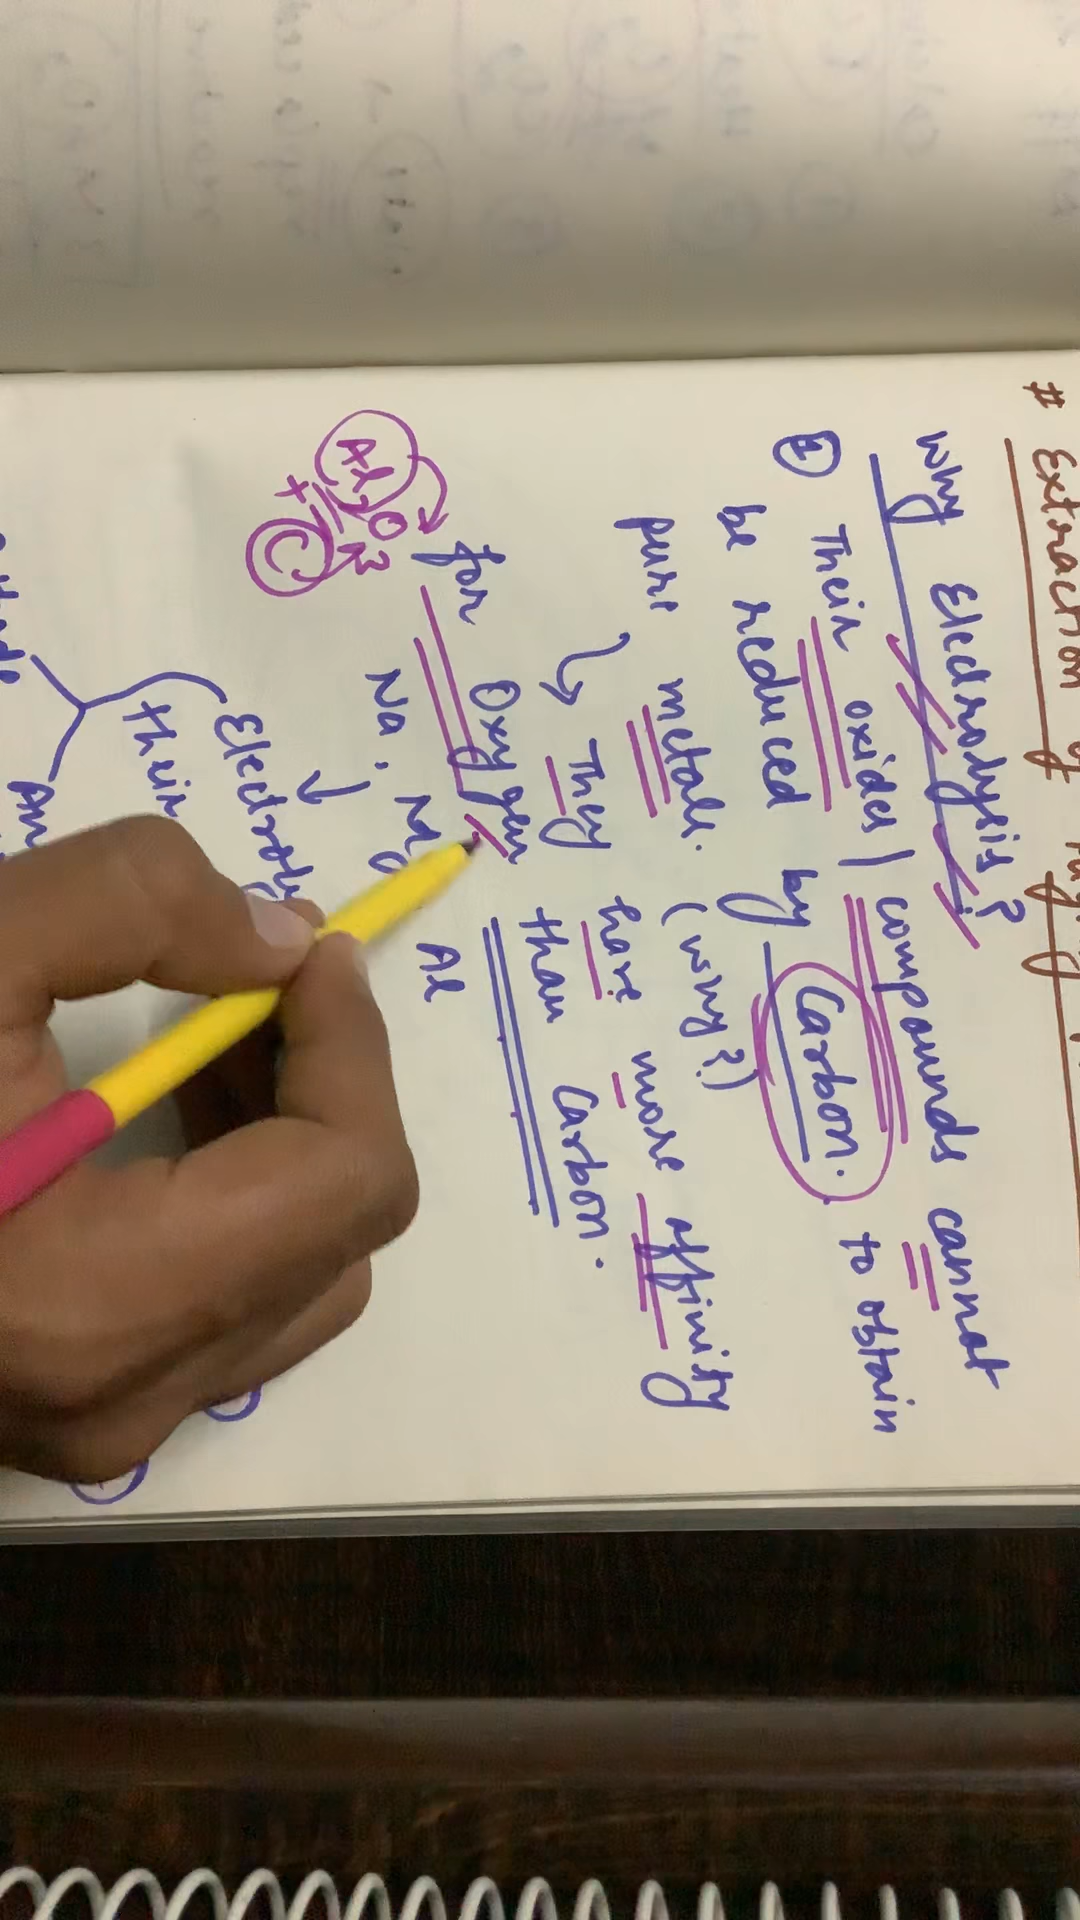 # Extraction of
Why Electrolysis?
① Their oxides / compounds cannot
be reduced by Carbon. to obtain
pure metals. (why?)
They have more affinity
for Oxygen than Carbon.
Al2O3
+ C
Na, Mg Al
Electroly
their